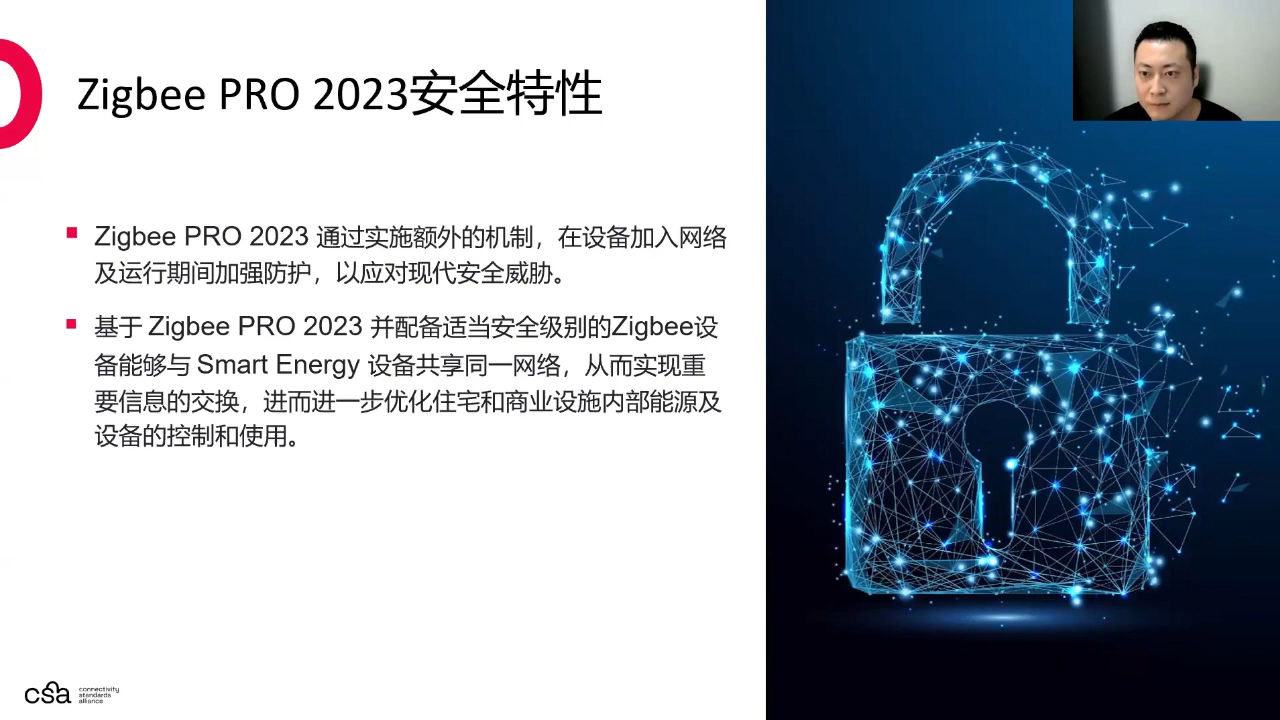 Zigbee PRO 2023安全特性
Zigbee PRO 2023 通过实施额外的机制，在设备加入网络
及运行期间加强防护，以应对现代安全威胁。
基于 Zigbee PRO 2023 并配备适当安全级别的Zigbee设
备能够与 Smart Energy 设备共享同一网络，从而实现重
要信息的交换，进而进一步优化住宅和商业设施内部能源及
设备的控制和使用。
csa connectivity
standards
alliance